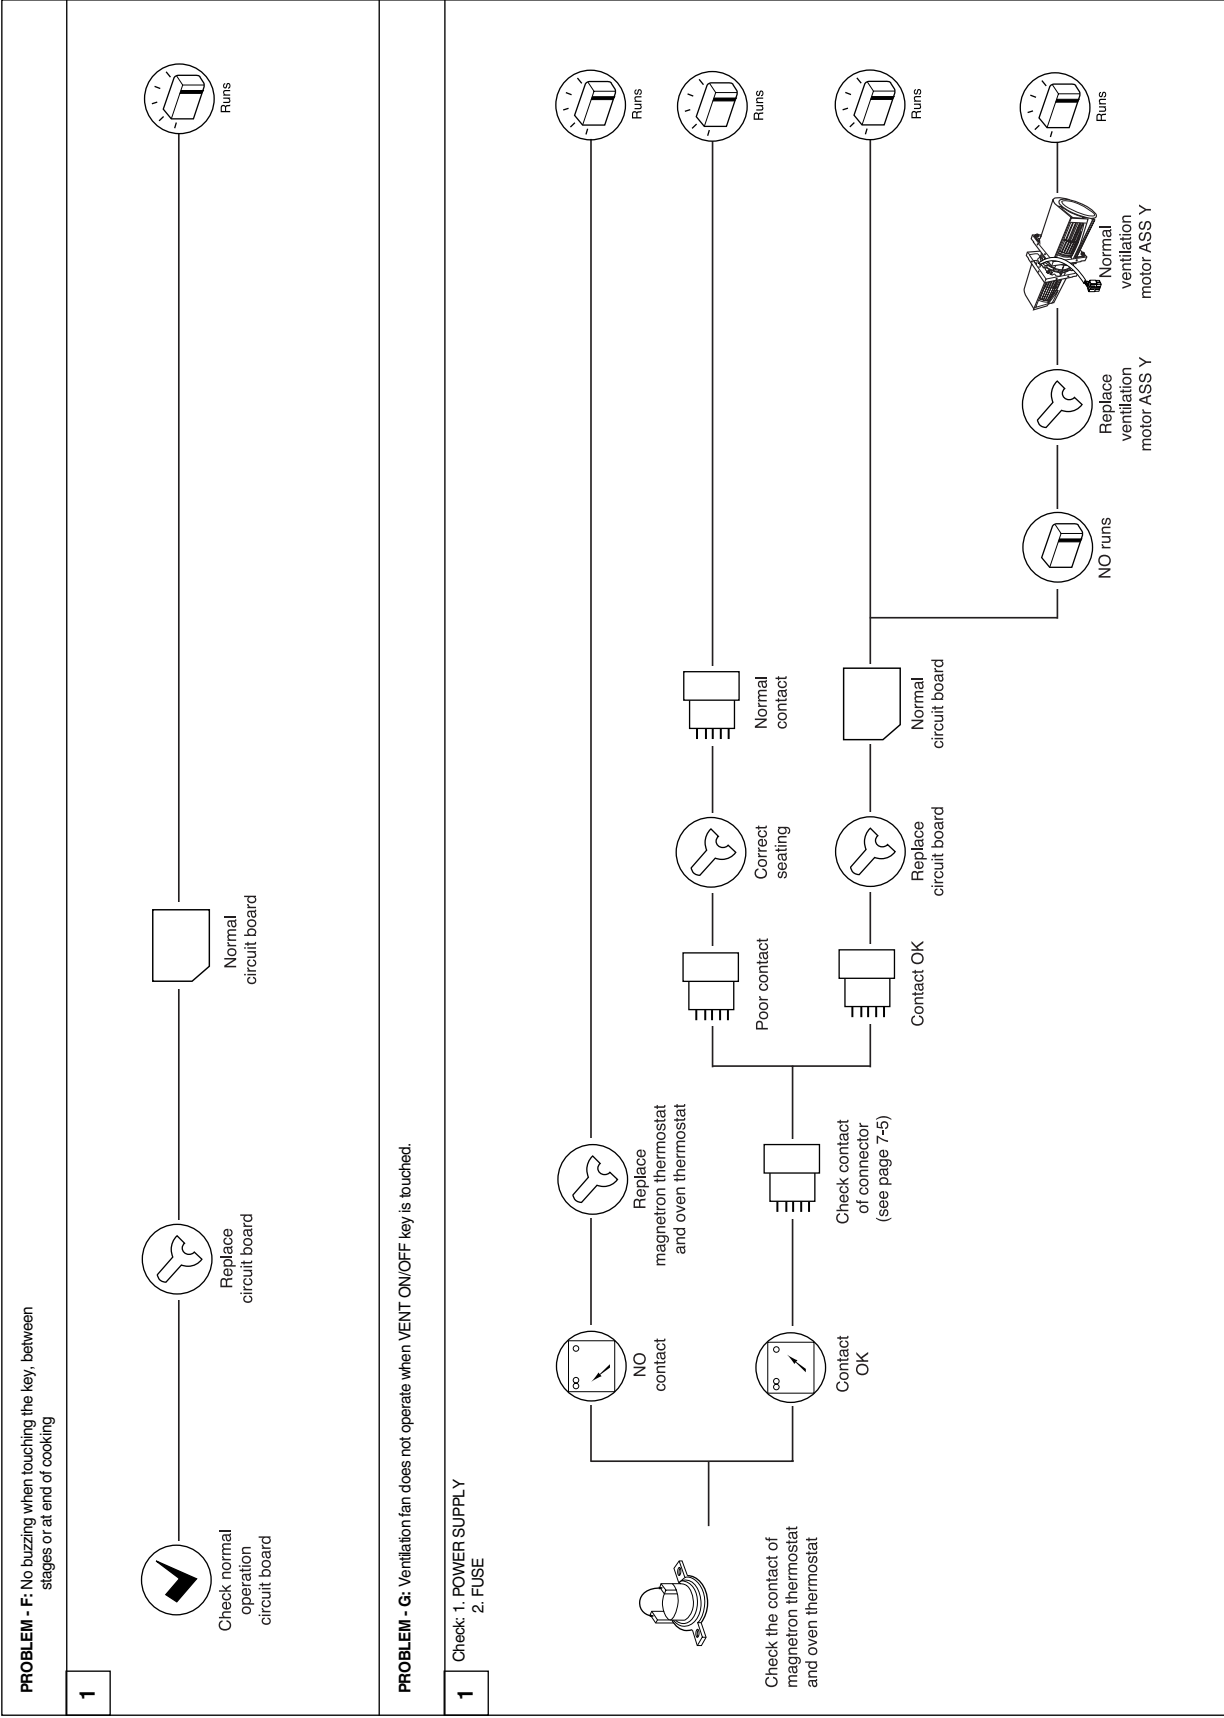 PROBLEM - F: No buzzing when touching the key, between
stages or at end of cooking
1
Check normal
operation
circuit board
Replace
circuit board
Normal
circuit board
Runs
PROBLEM - G: Ventilation fan does not operate when VENT ON/OFF key is touched.
1
Check: 1. POWER SUPPLY
2. FUSE
Check the contact of
magnetron thermostat
and oven thermostat
NO
contact
Replace
magnetron thermostat
and oven thermostat
Runs
Contact
OK
Check contact
of connector
(see page 7-5)
Poor contact
Correct
seating
Normal
contact
Runs
Contact OK
Replace
circuit board
Normal
circuit board
Runs
NO runs
Replace
ventilation
motor ASS Y
Normal
ventilation
motor ASS Y
Runs